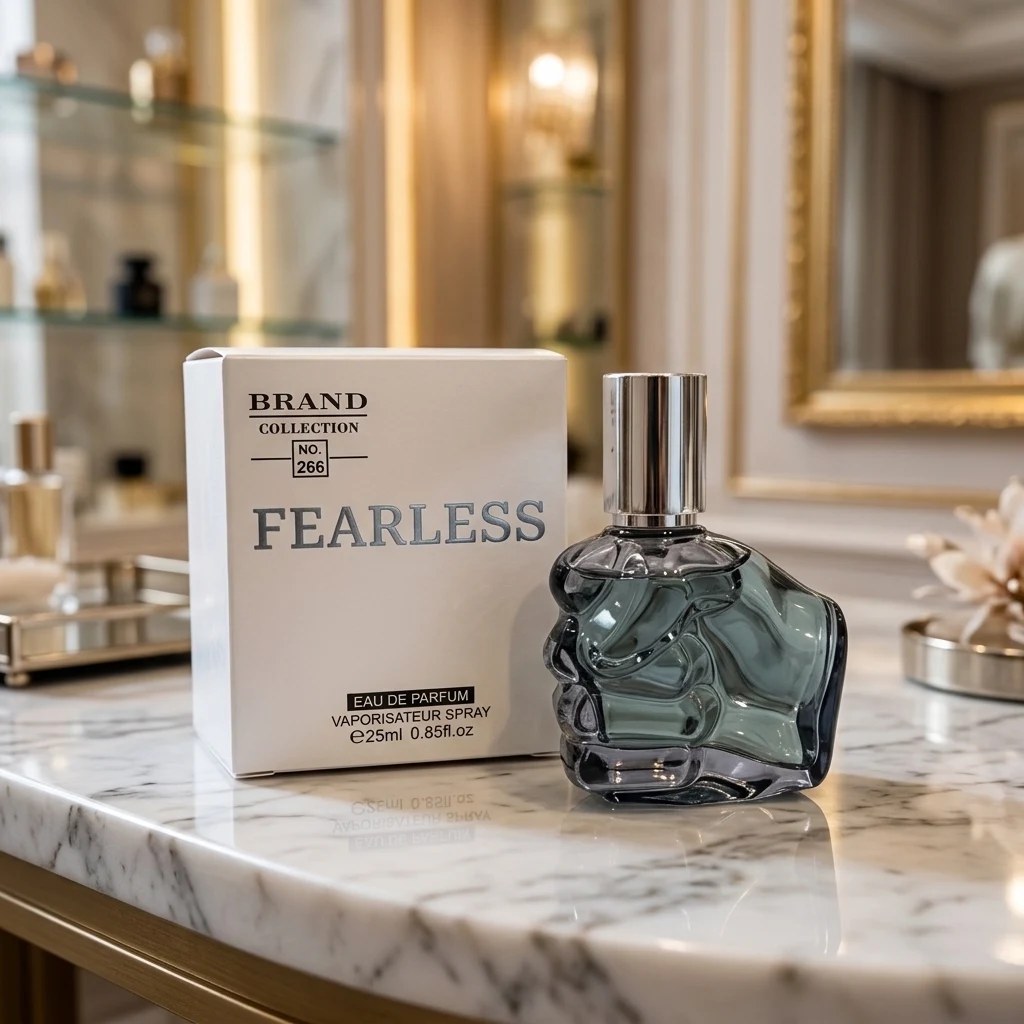 BRAND
COLLECTION
NO.
266
FEARLESS
EAU DE PARFUM
VAPORISATEUR SPRAY
℮25ml 0.85fl.oz